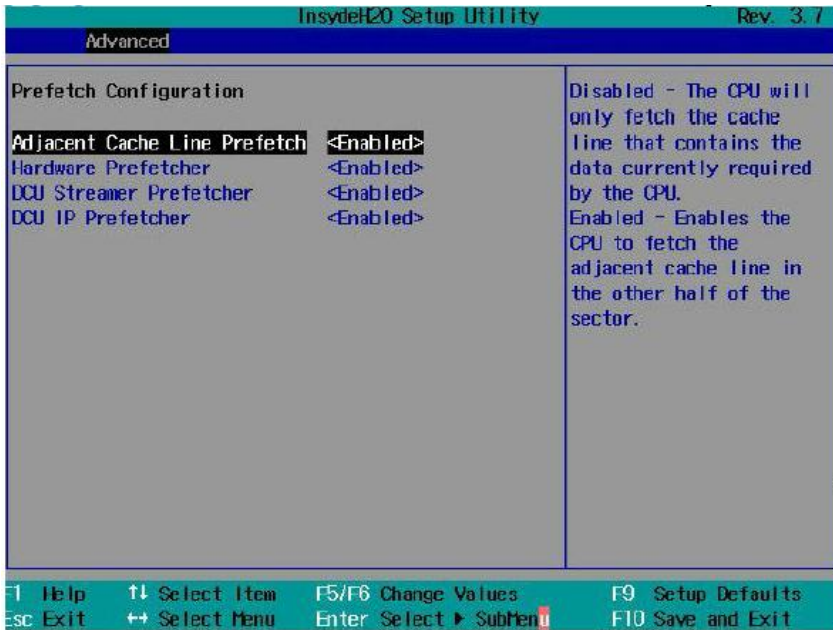 InsydeH2O Setup Utility Rev. 3.7
Advanced
Prefetch Configuration
Adjacent Cache Line Prefetch <Enabled>
Hardware Prefetcher <Enabled>
DCU Streamer Prefetcher <Enabled>
DCU IP Prefetcher <Enabled>
Disabled - The CPU will
only fetch the cache
line that contains the
data currently required
by the CPU.
Enabled - Enables the
CPU to fetch the
adjacent cache line in
the other half of the
sector.
F1 Help ↑↓ Select Item F5/F6 Change Values F9 Setup Defaults
Esc Exit ↔ Select Menu Enter Select ▶ SubMenu F10 Save and Exit